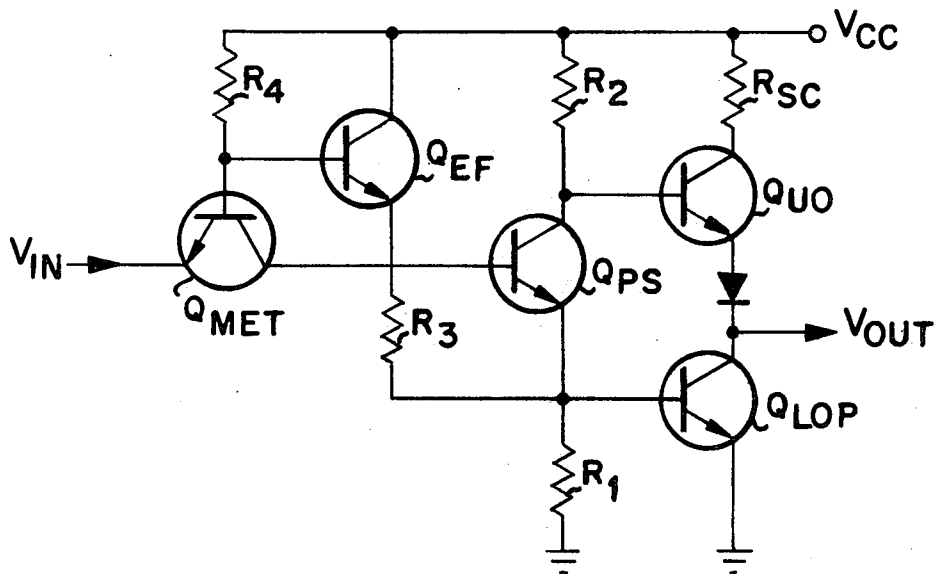 VCC
R4
R2
RSC
QEF
QUO
VIN
QMET
QPS
R3
VOUT
QLOP
R1